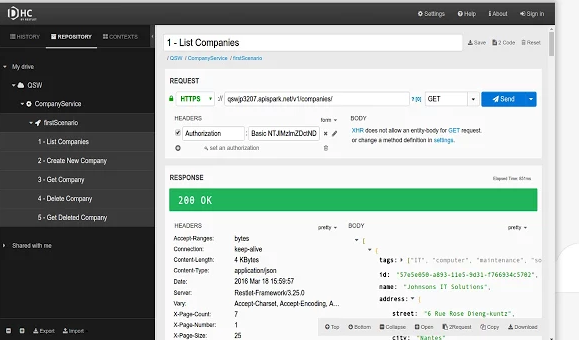 DHC
BY RESTLET
Settings Help About Sign in
HISTORY REPOSITORY CONTEXTS
My drive
QSW
CompanyService
firstScenario
1 - List Companies
2 - Create New Company
3 - Get Company
4 - Delete Company
5 - Get Deleted Company
Shared with me
Export Import
1 - List Companies
Save 2 Code Reset
/ QSW / CompanyService / firstScenario
REQUEST
HTTPS :// qswjp3207.apispark.net/v1/companies/ ? [0] GET Send
HEADERS form BODY
Authorization : Basic
set an authorization
XHR does not allow an entity-body for GET request.
or change a method definition in settings.
RESPONSE Elapsed Time
200 OK
HEADERS pretty BODY pretty
Accept-Ranges: bytes
Connection: keep-alive
Content-Length: 4 KBytes
Content-Type: application/json
Date: 2016 Mar 18 15:59:57
Server: Restlet-Framework/3.25.0
Vary: Accept-Charset, Accept-Encoding, A...
X-Page-Count: 7
X-Page-Number: 1
X-Page-Size: 25
[
{
tags: ["IT", "computer", "maintenance", "so
id: "57e5e050-a893-11e5-9d31-f766934c5702",
name: "Johnsons IT Solutions",
address: {
street: "6 Rue Rose Dieng-kuntz",
city: "Nantes"
Top Bottom Collapse Open 2Request Copy Download